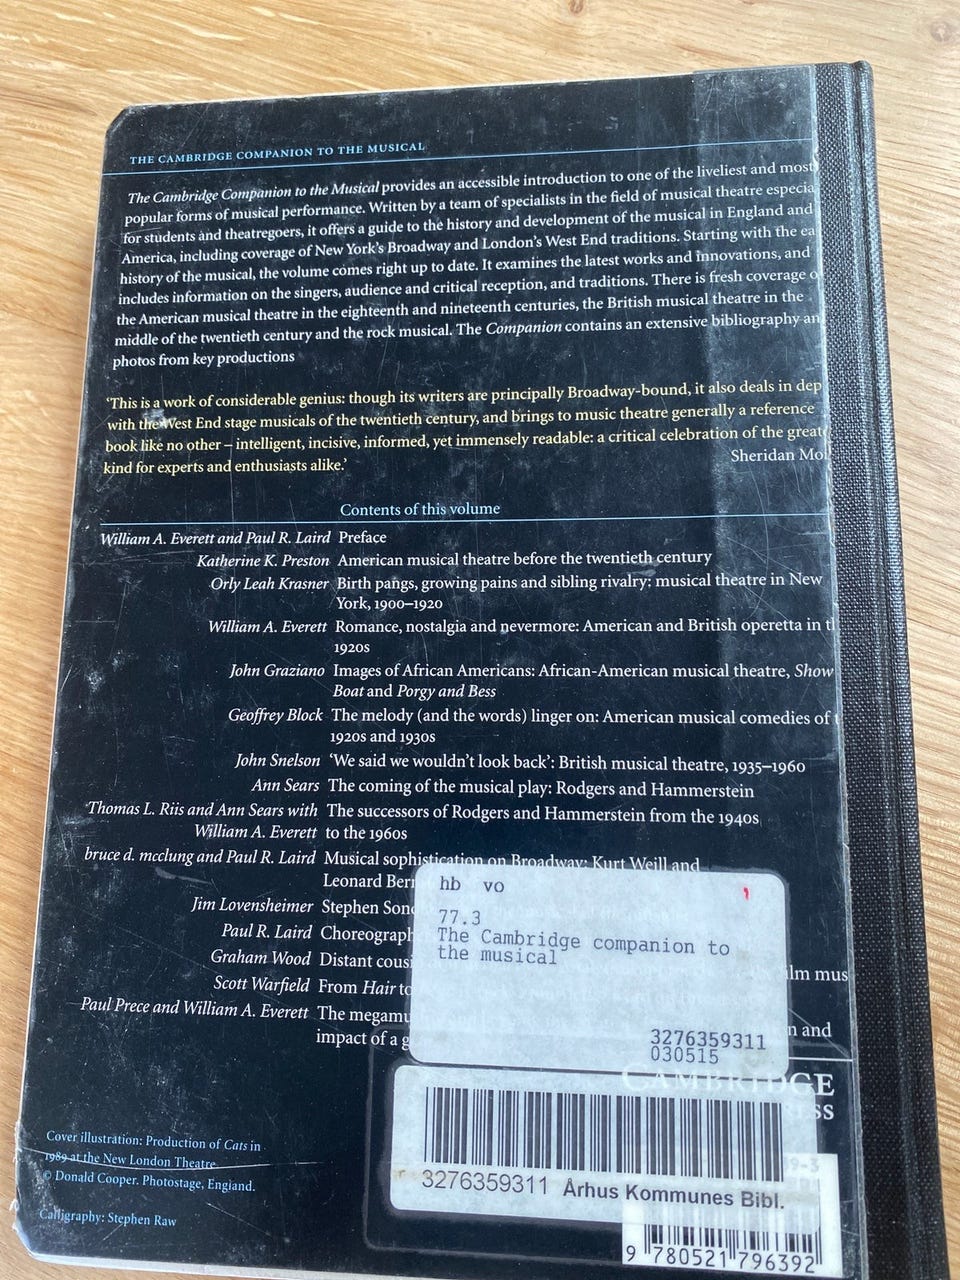 THE CAMBRIDGE COMPANION TO THE MUSICAL
The Cambridge Companion to the Musical provides an accessible introduction to one of the liveliest and most
popular forms of musical performance. Written by a team of specialists in the field of musical theatre especia
for students and theatregoers, it offers a guide to the history and development of the musical in England and
America, including coverage of New York's Broadway and London's West End traditions. Starting with the ea
history of the musical, the volume comes right up to date. It examines the latest works and innovations, and
includes information on the singers, audience and critical reception, and traditions. There is fresh coverage o
the American musical theatre in the eighteenth and nineteenth centuries, the British musical theatre in the
middle of the twentieth century and the rock musical. The Companion contains an extensive bibliography an
photos from key productions
'This is a work of considerable genius: though its writers are principally Broadway-bound, it also deals in dep
with the West End stage musicals of the twentieth century, and brings to music theatre generally a reference
book like no other – intelligent, incisive, informed, yet immensely readable: a critical celebration of the great
kind for experts and enthusiasts alike.'
Sheridan Mo
Contents of this volume
William A. Everett and Paul R. Laird Preface
Katherine K. Preston American musical theatre before the twentieth century
Orly Leah Krasner Birth pangs, growing pains and sibling rivalry: musical theatre in New
York, 1900–1920
William A. Everett Romance, nostalgia and nevermore: American and British operetta in t
1920s
John Graziano Images of African Americans: African-American musical theatre, Show
Boat and Porgy and Bess
Geoffrey Block The melody (and the words) linger on: American musical comedies of t
1920s and 1930s
John Snelson 'We said we wouldn't look back': British musical theatre, 1935–1960
Ann Sears The coming of the musical play: Rodgers and Hammerstein
Thomas L. Riis and Ann Sears with The successors of Rodgers and Hammerstein from the 1940s
William A. Everett to the 1960s
bruce d. mcclung and Paul R. Laird Musical sophistication on Broadway: Kurt Weill and
Leonard Ber
Jim Lovensheimer Stephen Son
Paul R. Laird Choreograph
Graham Wood Distant cousi lm mus
Scott Warfield From Hair to
Paul Prece and William A. Everett The megamu n and
impact of a g
hb vo
77.3
The Cambridge companion to
the musical
3276359311
030515
CAMBRIDGE
ESS
3276359311 Århus Kommunes Bibl.
9-3
9 780521 796392
Cover illustration: Production of Cats in
1989 at the New London Theatre
© Donald Cooper. Photostage, England.
Calligraphy: Stephen Raw